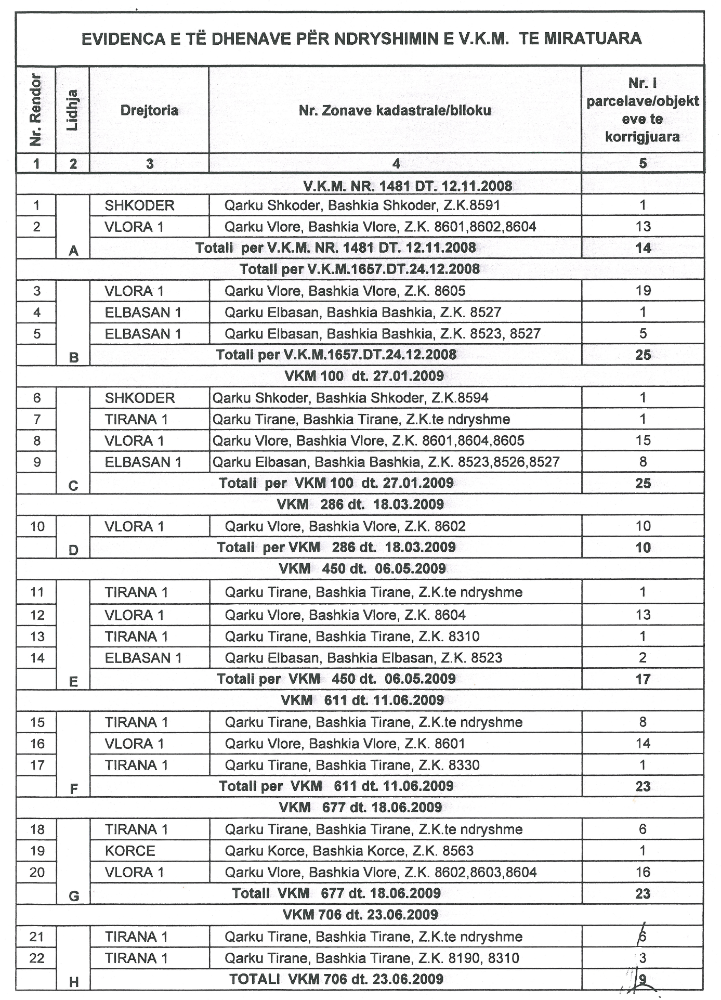 EVIDENCA E TË DHENAVE PËR NDRYSHIMIN E V.K.M. TE MIRATUARA
Nr. Rendor
Lidhja
Drejtoria
Nr. Zonave kadastrale/blloku
Nr. i
parcelave/objekt
eve te
korrigjuara
1 2 3 4 5
V.K.M. NR. 1481 DT. 12.11.2008
1 SHKODER Qarku Shkoder, Bashkia Shkoder, Z.K.8591 1
2 VLORA 1 Qarku Vlore, Bashkia Vlore, Z.K. 8601,8602,8604 13
A Totali per V.K.M. NR. 1481 DT. 12.11.2008 14
Totali per V.K.M.1657.DT.24.12.2008
3 VLORA 1 Qarku Vlore, Bashkia Vlore, Z.K. 8605 19
4 ELBASAN 1 Qarku Elbasan, Bashkia Bashkia, Z.K. 8527 1
5 ELBASAN 1 Qarku Elbasan, Bashkia Bashkia, Z.K. 8523, 8527 5
B Totali per V.K.M.1657.DT.24.12.2008 25
VKM 100 dt. 27.01.2009
6 SHKODER Qarku Shkoder, Bashkia Shkoder, Z.K.8594 1
7 TIRANA 1 Qarku Tirane, Bashkia Tirane, Z.K.te ndryshme 1
8 VLORA 1 Qarku Vlore, Bashkia Vlore, Z.K. 8601,8604,8605 15
9 ELBASAN 1 Qarku Elbasan, Bashkia Bashkia, Z.K. 8523,8526,8527 8
C Totali per VKM 100 dt. 27.01.2009 25
VKM 286 dt. 18.03.2009
10 VLORA 1 Qarku Vlore, Bashkia Vlore, Z.K. 8602 10
D Totali per VKM 286 dt. 18.03.2009 10
VKM 450 dt. 06.05.2009
11 TIRANA 1 Qarku Tirane, Bashkia Tirane, Z.K.te ndryshme 1
12 VLORA 1 Qarku Vlore, Bashkia Vlore, Z.K. 8604 13
13 TIRANA 1 Qarku Tirane, Bashkia Tirane, Z.K. 8310 1
14 ELBASAN 1 Qarku Elbasan, Bashkia Elbasan, Z.K. 8523 2
E Totali per VKM 450 dt. 06.05.2009 17
VKM 611 dt. 11.06.2009
15 TIRANA 1 Qarku Tirane, Bashkia Tirane, Z.K.te ndryshme 8
16 VLORA 1 Qarku Vlore, Bashkia Vlore, Z.K. 8601 14
17 TIRANA 1 Qarku Tirane, Bashkia Tirane, Z.K. 8330 1
F Totali per VKM 611 dt. 11.06.2009 23
VKM 677 dt. 18.06.2009
18 TIRANA 1 Qarku Tirane, Bashkia Tirane, Z.K.te ndryshme 6
19 KORCE Qarku Korce, Bashkia Korce, Z.K. 8563 1
20 VLORA 1 Qarku Vlore, Bashkia Vlore, Z.K. 8602,8603,8604 16
G Totali VKM 677 dt. 18.06.2009 23
VKM 706 dt. 23.06.2009
21 TIRANA 1 Qarku Tirane, Bashkia Tirane, Z.K.te ndryshme 6
22 TIRANA 1 Qarku Tirane, Bashkia Tirane, Z.K. 8190, 8310 3
H TOTALI VKM 706 dt. 23.06.2009 9